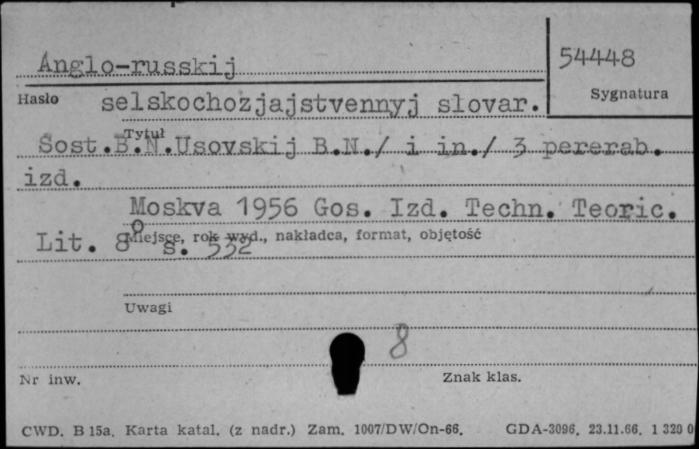 Anglo-russkij
54448
Hasło selskochozjajstvennyj słovar.
Sygnatura
Tytuł
Sost.B.N.Usovskij B.N./ i in./ 3 pererab.
izd.
Moskva 1956 Gos. Izd. Techn. Teoric.
Miejsce, rok wyd., nakładca, format, objętość
Lit. 8° s. 532
Uwagi
8
Nr inw. Znak klas.
CWD. B 15a. Karta katal. (z nadr.) Zam. 1007/DW/On-66. GDA-3096. 23.11.66. 1 320 0